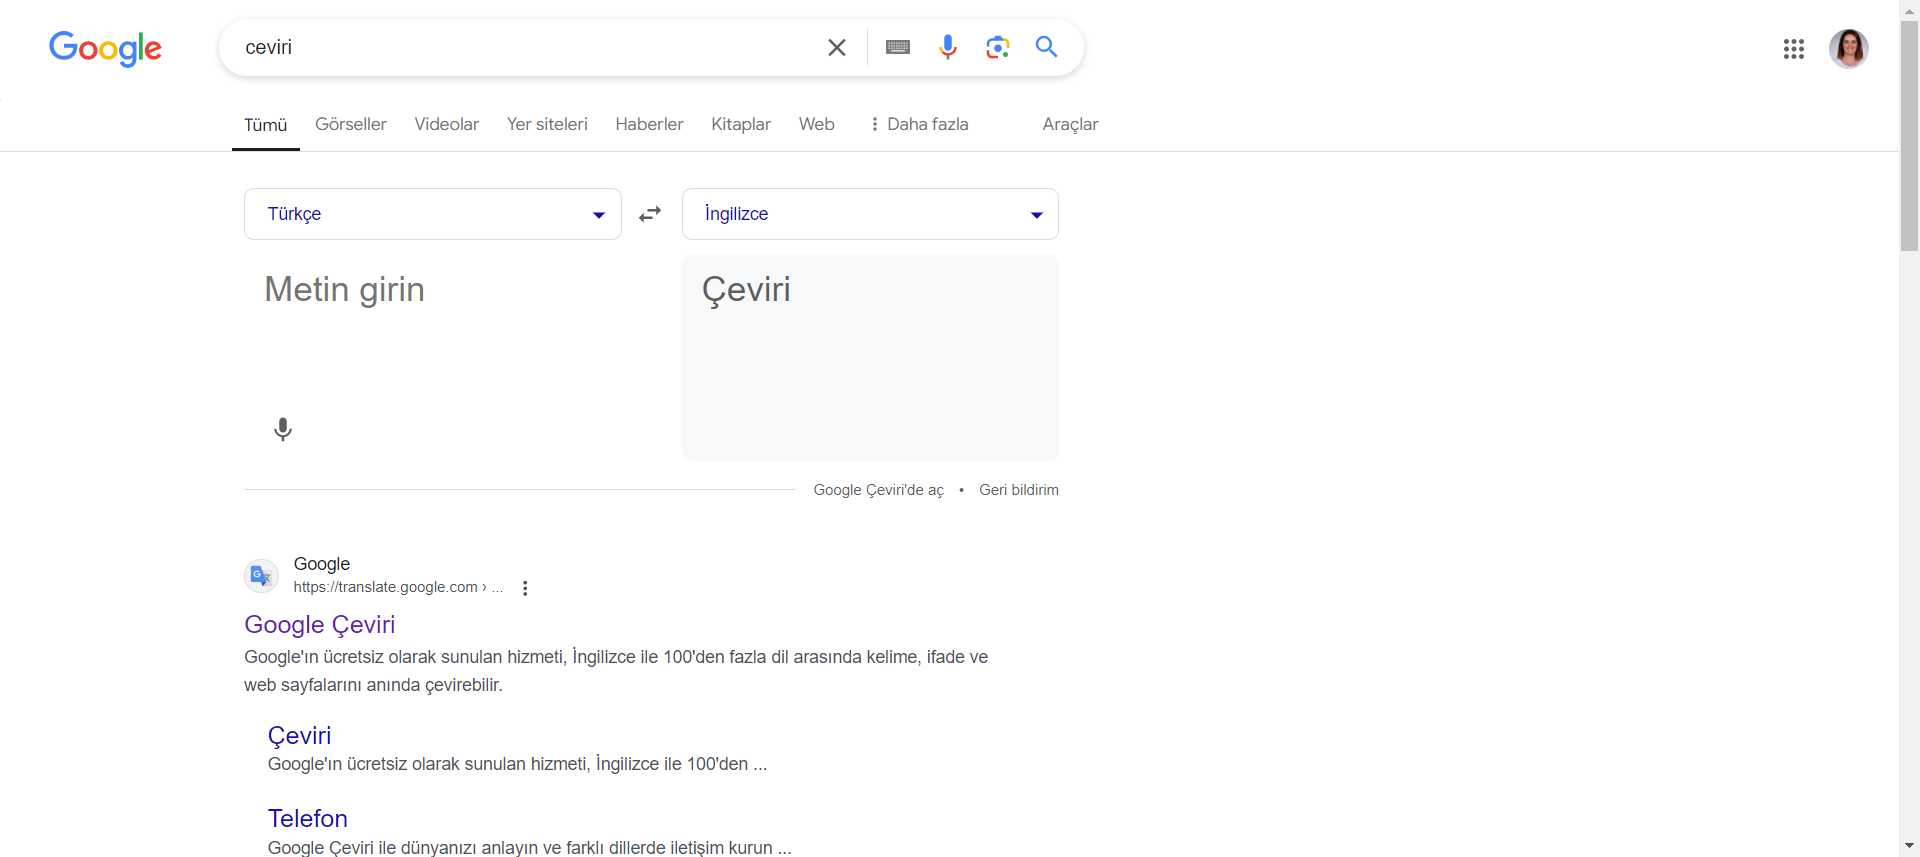 Google
ceviri
Tümü Görseller Videolar Yer siteleri Haberler Kitaplar Web Daha fazla Araçlar
Türkçe İngilizce
Metin girin Çeviri
Google Çeviri'de aç • Geri bildirim
Google
https://translate.google.com › ...
Google Çeviri
Google'ın ücretsiz olarak sunulan hizmeti, İngilizce ile 100'den fazla dil arasında kelime, ifade ve
web sayfalarını anında çevirebilir.
Çeviri
Google'ın ücretsiz olarak sunulan hizmeti, İngilizce ile 100'den ...
Telefon
Google Çeviri ile dünyanızı anlayın ve farklı dillerde iletişim kurun ...